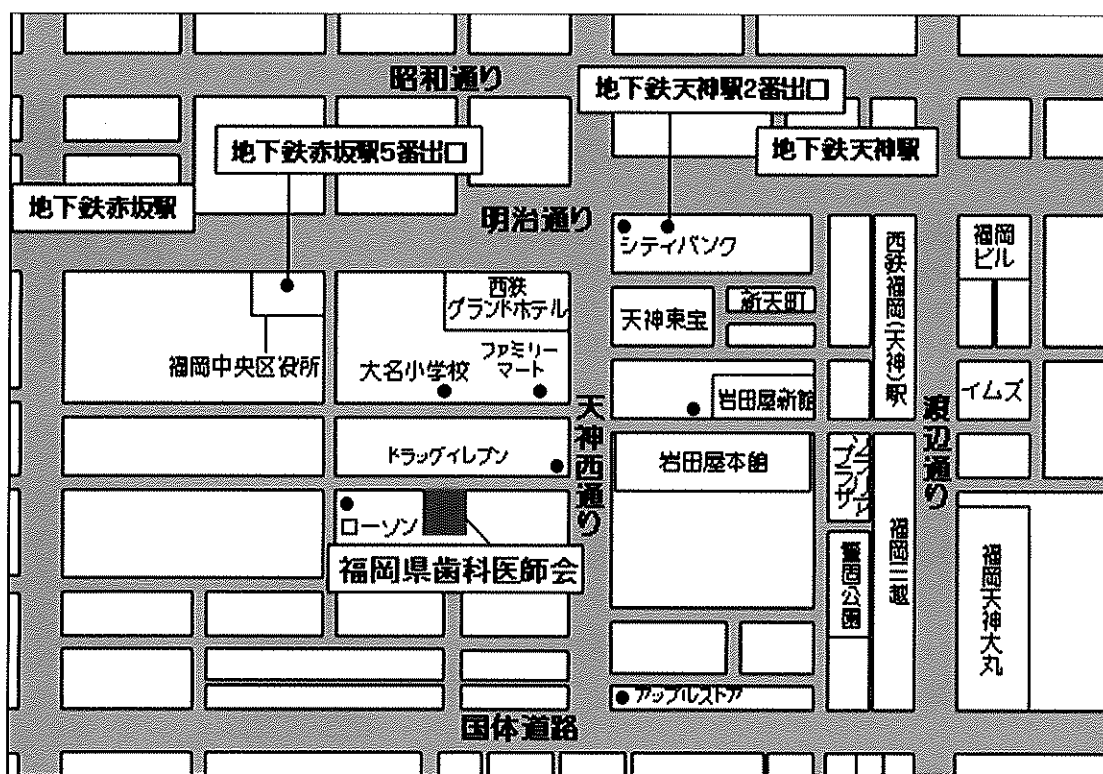 昭和通り
地下鉄天神駅2番出口
地下鉄赤坂駅5番出口
地下鉄天神駅
地下鉄赤坂駅
明治通り
シティバンク
西鉄福岡(天神)駅
福岡
ビル
西鉄
グランドホテル
天神東宝
新天町
福岡中央区役所
大名小学校
ファミリー
マート
岩田屋新館
イムズ
天神西通り
渡辺通り
ドラッグイレブン
岩田屋本館
ソラリア
プラザ
ローソン
福岡県歯科医師会
警固公園
福岡三越
福岡天神大丸
アップルストア
国体道路